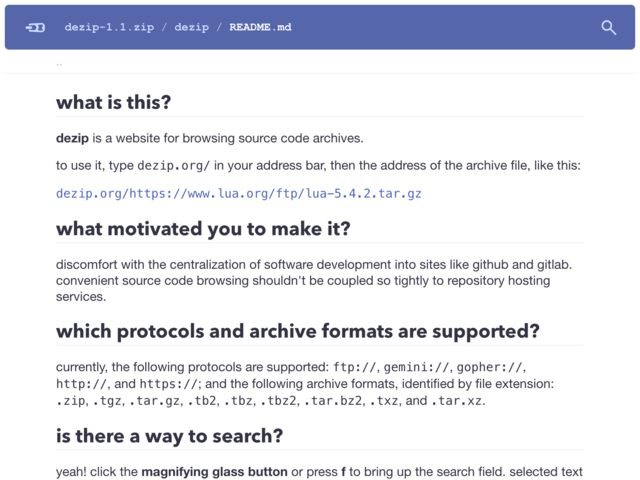 dezip-1.1.zip / dezip / README.md
..
what is this?
dezip is a website for browsing source code archives.
to use it, type dezip.org/ in your address bar, then the address of the archive file, like this:
dezip.org/https://www.lua.org/ftp/lua-5.4.2.tar.gz
what motivated you to make it?
discomfort with the centralization of software development into sites like github and gitlab.
convenient source code browsing shouldn't be coupled so tightly to repository hosting
services.
which protocols and archive formats are supported?
currently, the following protocols are supported: ftp://, gemini://, gopher://,
http://, and https://; and the following archive formats, identified by file extension:
.zip, .tgz, .tar.gz, .tb2, .tbz, .tbz2, .tar.bz2, .txz, and .tar.xz.
is there a way to search?
yeah! click the magnifying glass button or press f to bring up the search field. selected text